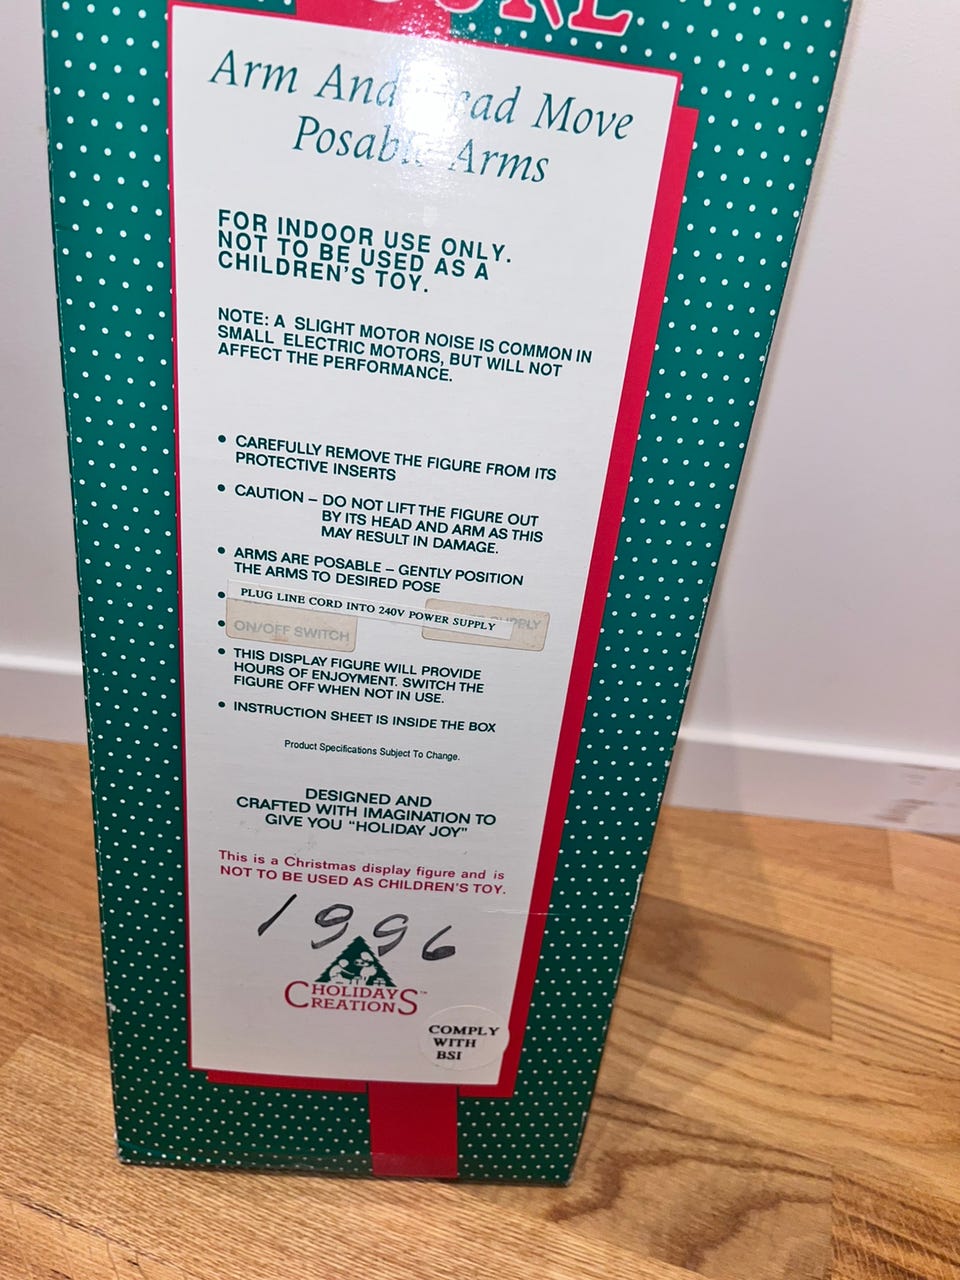 Arm And Head Move
Posable Arms
FOR INDOOR USE ONLY.
NOT TO BE USED AS A
CHILDREN'S TOY.
NOTE: A SLIGHT MOTOR NOISE IS COMMON IN
SMALL ELECTRIC MOTORS, BUT WILL NOT
AFFECT THE PERFORMANCE.
• CAREFULLY REMOVE THE FIGURE FROM ITS
PROTECTIVE INSERTS
• CAUTION – DO NOT LIFT THE FIGURE OUT
BY ITS HEAD AND ARM AS THIS
MAY RESULT IN DAMAGE.
• ARMS ARE POSABLE – GENTLY POSITION
THE ARMS TO DESIRED POSE
• PLUG LINE CORD INTO 240V POWER SUPPLY
• ON/OFF SWITCH
• THIS DISPLAY FIGURE WILL PROVIDE
HOURS OF ENJOYMENT. SWITCH THE
FIGURE OFF WHEN NOT IN USE.
• INSTRUCTION SHEET IS INSIDE THE BOX
Product Specifications Subject To Change.
DESIGNED AND
CRAFTED WITH IMAGINATION TO
GIVE YOU "HOLIDAY JOY"
This is a Christmas display figure and is
NOT TO BE USED AS CHILDREN'S TOY.
1996
HOLIDAY CREATIONS™
COMPLY
WITH
BSI